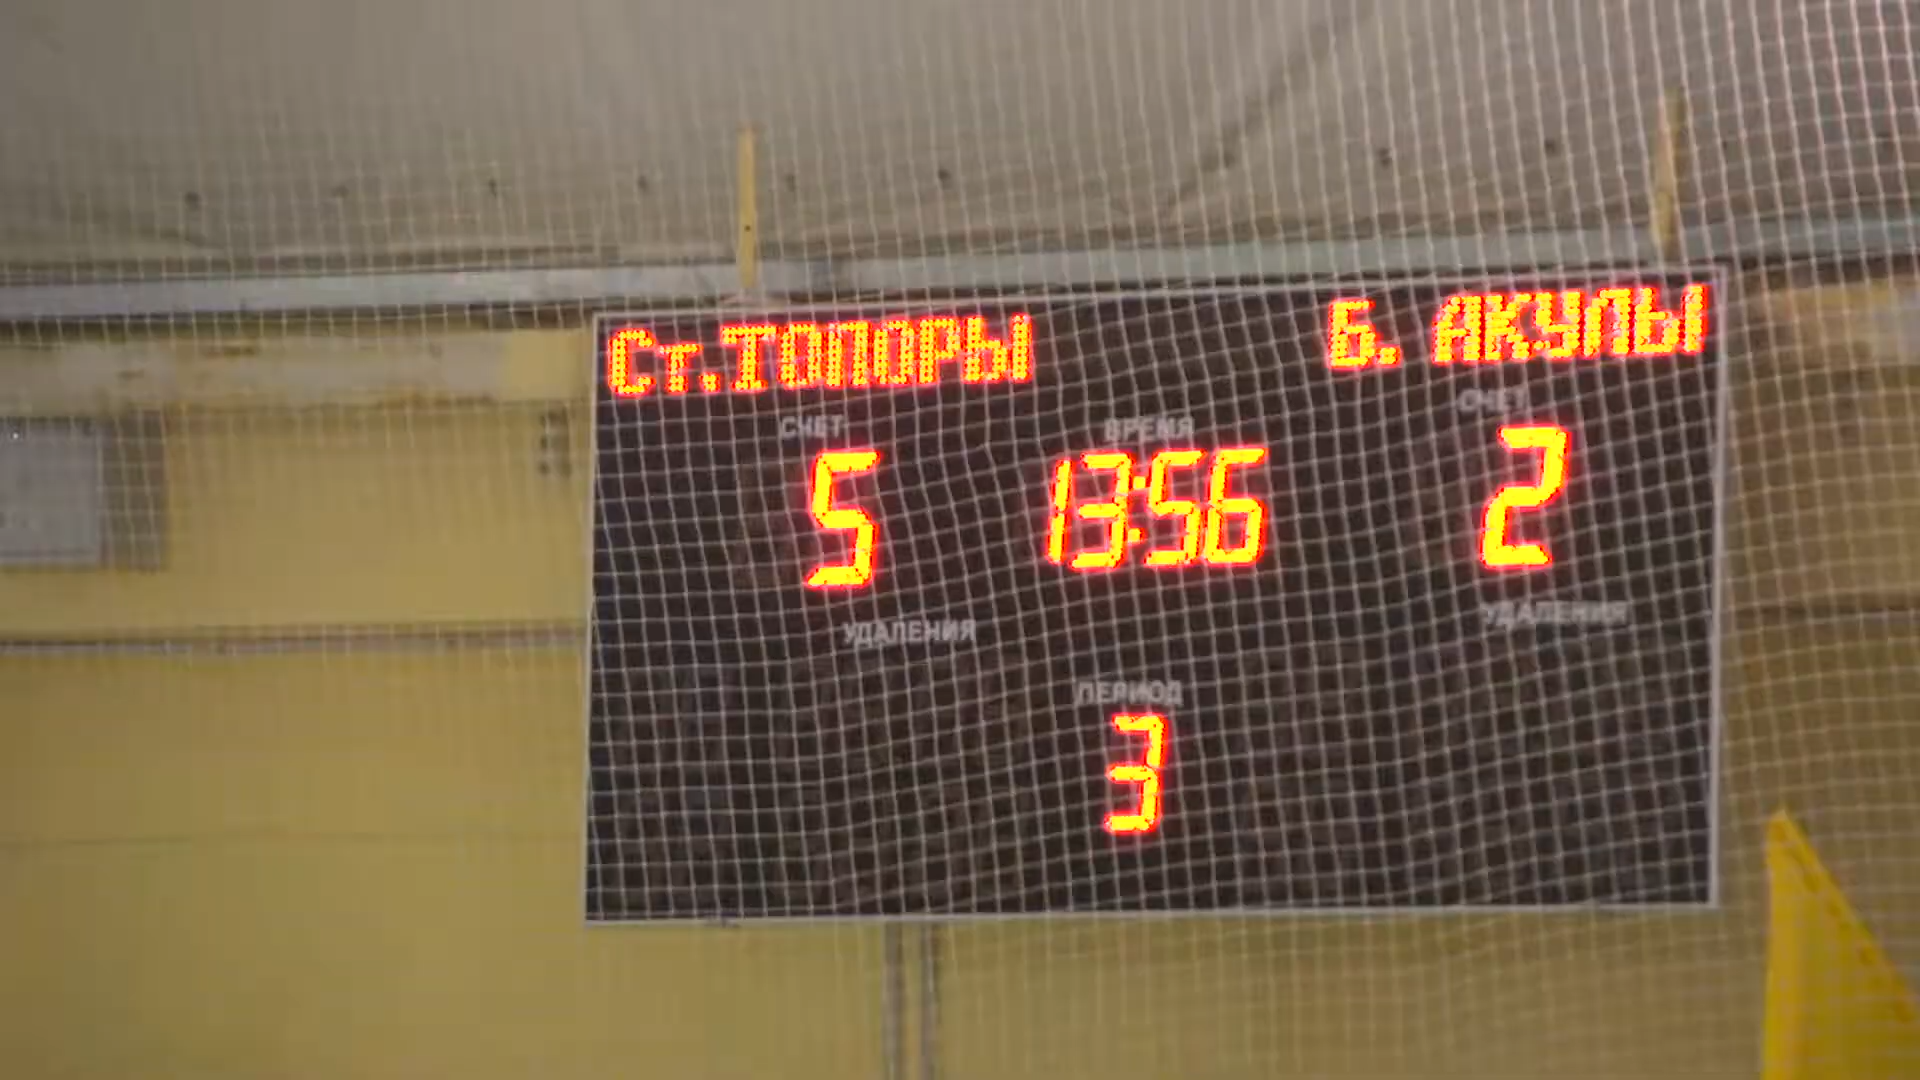 Ст.ТОПОРЫ Б. АКУЛЫ
СЧЕТ ВРЕМЯ СЧЕТ
5 13:56 2
УДАЛЕНИЯ УДАЛЕНИЯ
ПЕРИОД
3